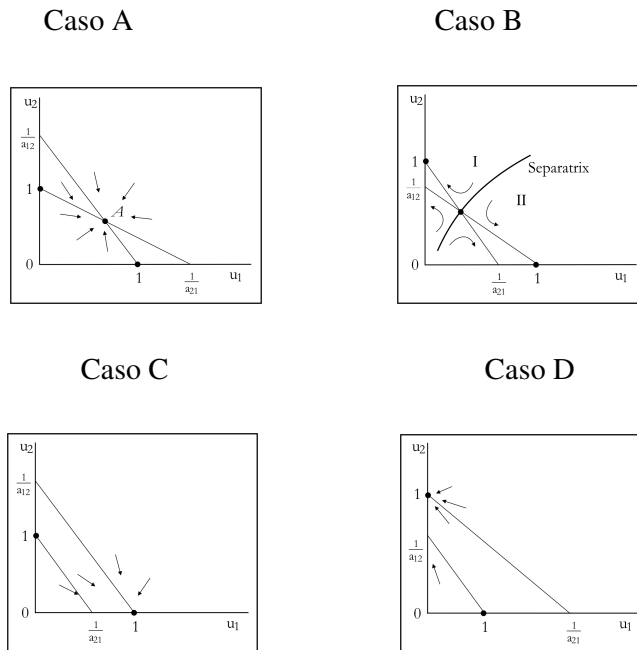 Caso A
u2
1/a12
1
A
0
1
1/a21
u1
Caso B
u2
1
1/a12
I
Separatrix
II
0
1/a21
1
u1
Caso C
u2
1/a12
1
0
1/a21
1
u1
Caso D
u2
1
1/a12
0
1
1/a21
u1